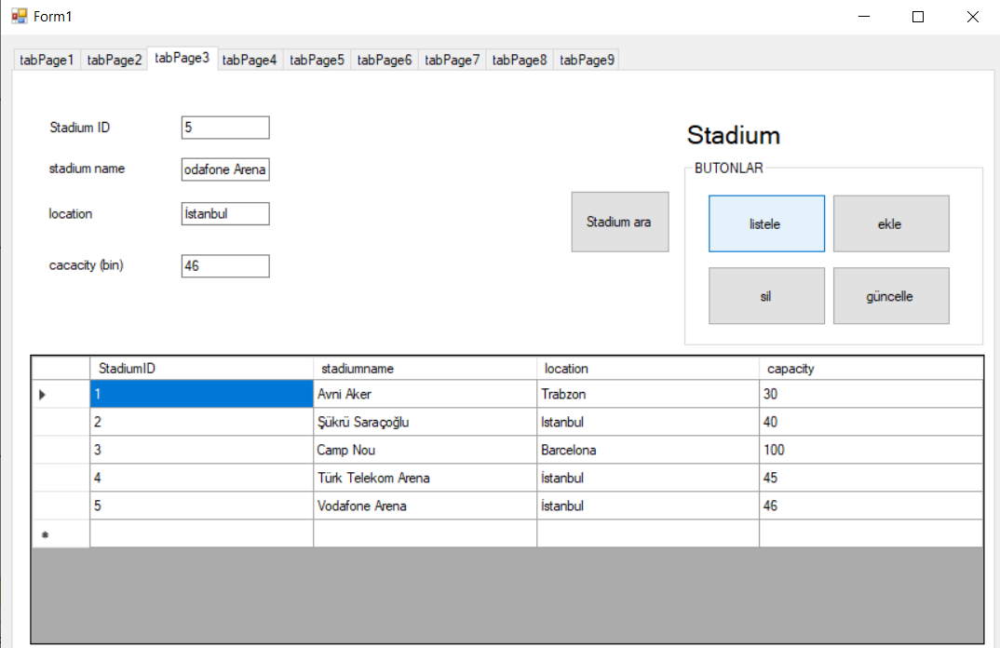 Form1
tabPage1 tabPage2 tabPage3 tabPage4 tabPage5 tabPage6 tabPage7 tabPage8 tabPage9
Stadium ID 5
stadium name odafone Arena
location İstanbul
cacacity (bin) 46
Stadium ara
Stadium
BUTONLAR
listele ekle
sil güncelle
StadiumID stadiumname location capacity
1 Avni Aker Trabzon 30
2 Şükrü Saraçoğlu Istanbul 40
3 Camp Nou Barcelona 100
4 Türk Telekom Arena İstanbul 45
5 Vodafone Arena İstanbul 46